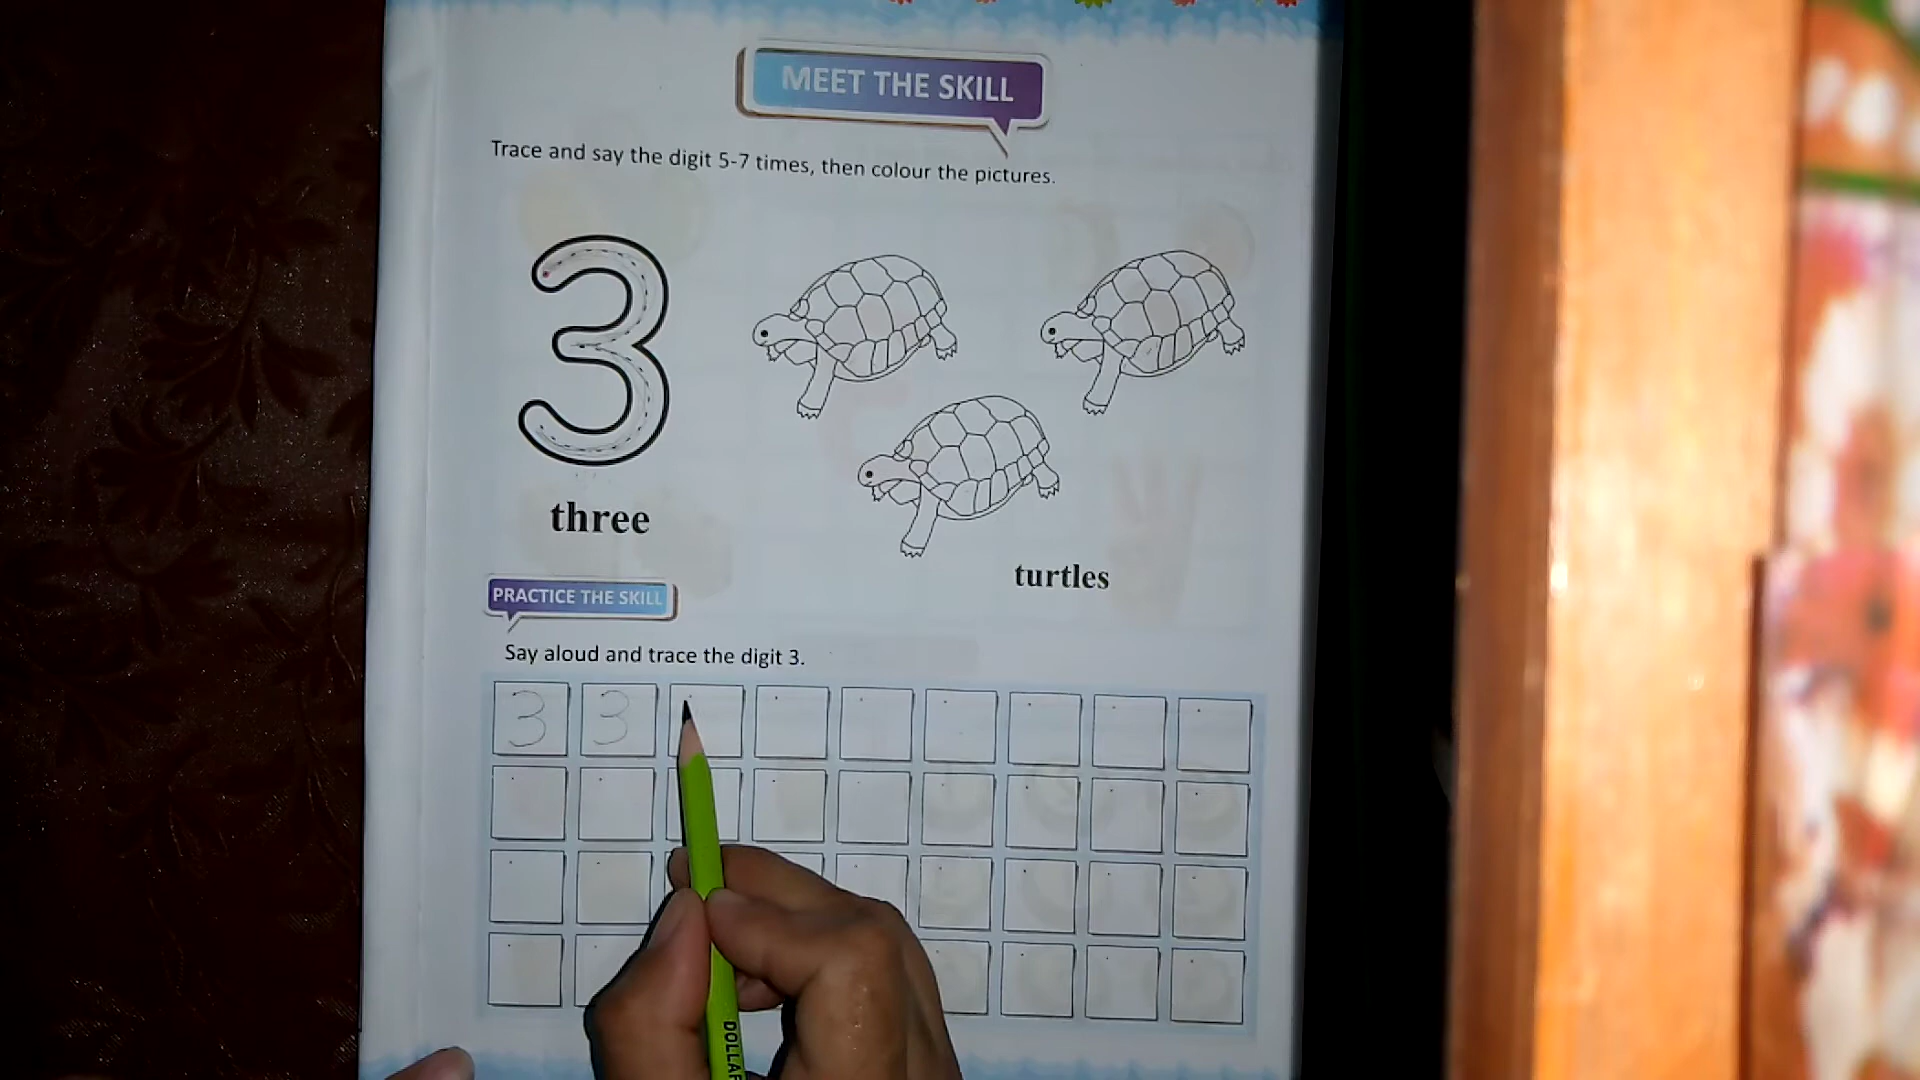 MEET THE SKILL
Trace and say the digit 5-7 times, then colour the pictures.
3
three
turtles
PRACTICE THE SKILL
Say aloud and trace the digit 3.
3 3
DOLLAR